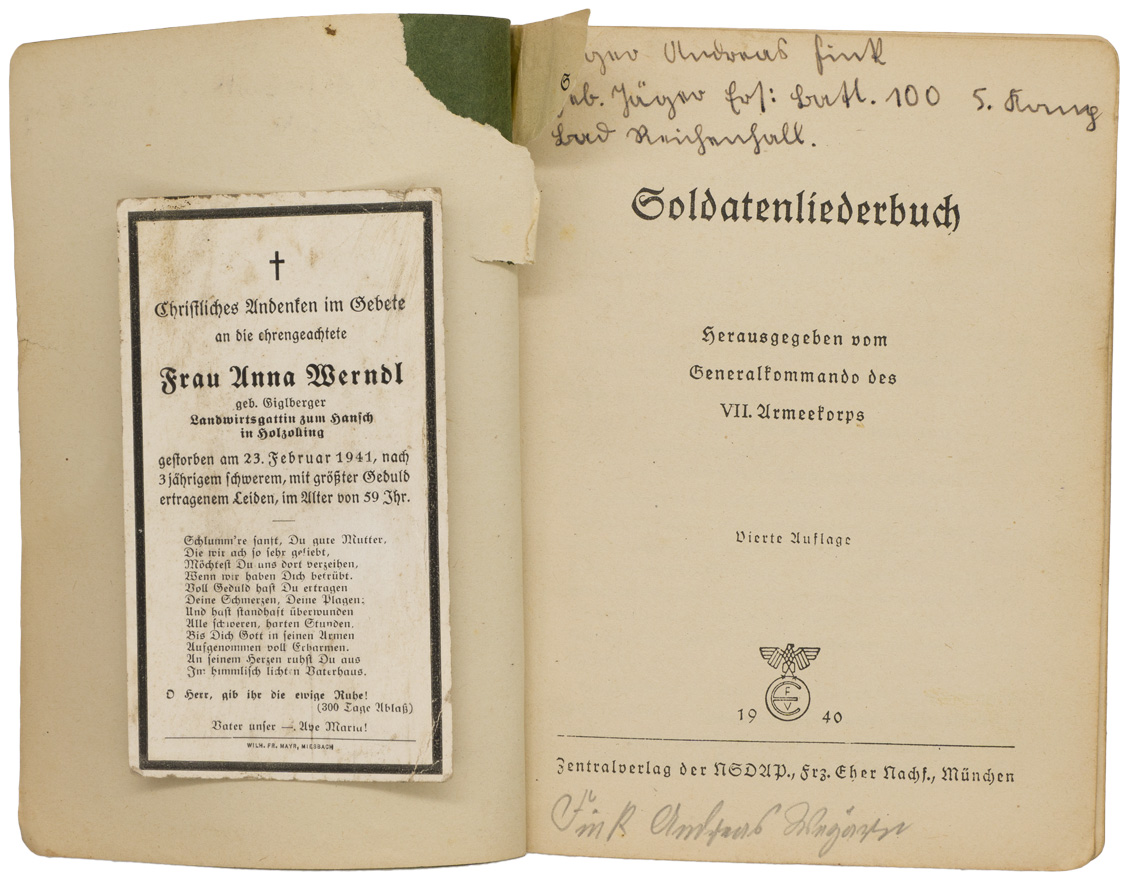 Christliches Andenken im Gebete
an die ehrengeachtete
Frau Anna Werndl
geb. Giglberger
Landwirtsgattin zum Hansch
in Holzolling
gestorben am 23. Februar 1941, nach
3jährigem schwerem, mit größter Geduld
ertragenem Leiden, im Alter von 59 Ihr.
Schlumm're sanft, Du gute Mutter,
Die wir ach so sehr geliebt,
Möchtest Du uns dort verzeihen,
Wenn wir haben Dich betrübt.
Voll Geduld hast Du ertragen
Deine Schmerzen, Deine Plagen;
Und hast standhaft überwunden
Alle schweren, harten Stunden.
Bis Dich Gott in seinen Armen
Aufgenommen voll Erbarmen.
An seinem Herzen ruhst Du aus
Im himmlisch lichten Vaterhaus.
O Herr, gib ihr die ewige Ruhe!
(300 Tage Ablaß)
Vater unser — Ave Maria!
WILH. FR. MAYR, MIESBACH
ger Andreas Fink
Geb. Jäger Ers: Batl. 100 5. Komp
Bad Reichenhall.
Soldatenliederbuch
Herausgegeben vom
Generalkommando des
VII. Armeekorps
Vierte Auflage
F E V
19 40
Zentralverlag der NSDAP., Frz. Eher Nachf., München
Fink Andreas